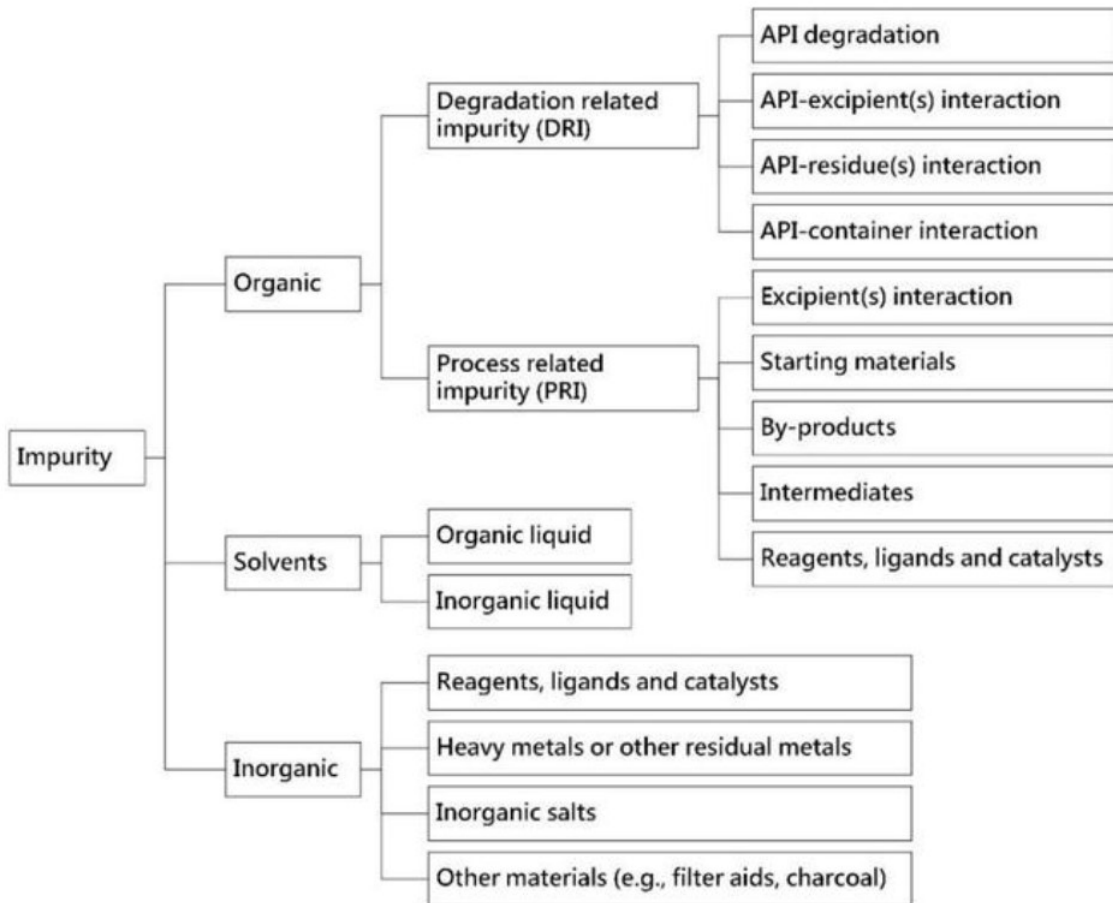 API degradation
Degradation related
impurity (DRI)
API-excipient(s) interaction
API-residue(s) interaction
API-container interaction
Organic
Excipient(s) interaction
Process related
impurity (PRI)
Starting materials
By-products
Impurity
Intermediates
Organic liquid
Solvents
Reagents, ligands and catalysts
Inorganic liquid
Reagents, ligands and catalysts
Heavy metals or other residual metals
Inorganic
Inorganic salts
Other materials (e.g., filter aids, charcoal)